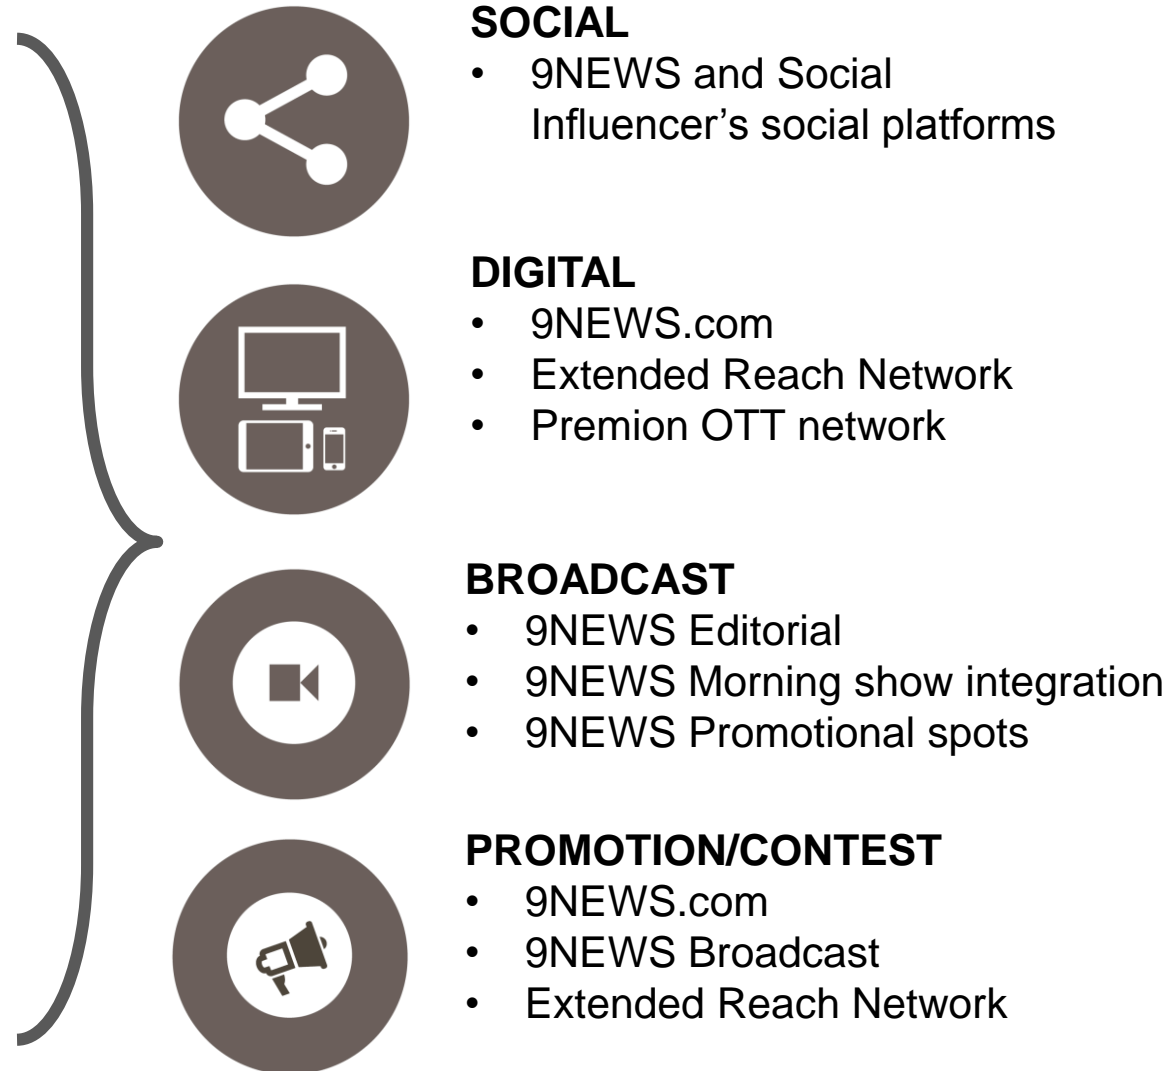 SOCIAL
• 9NEWS and Social
Influencer’s social platforms
DIGITAL
• 9NEWS.com
• Extended Reach Network
• Premion OTT network
BROADCAST
• 9NEWS Editorial
• 9NEWS Morning show integration
• 9NEWS Promotional spots
PROMOTION/CONTEST
• 9NEWS.com
• 9NEWS Broadcast
• Extended Reach Network